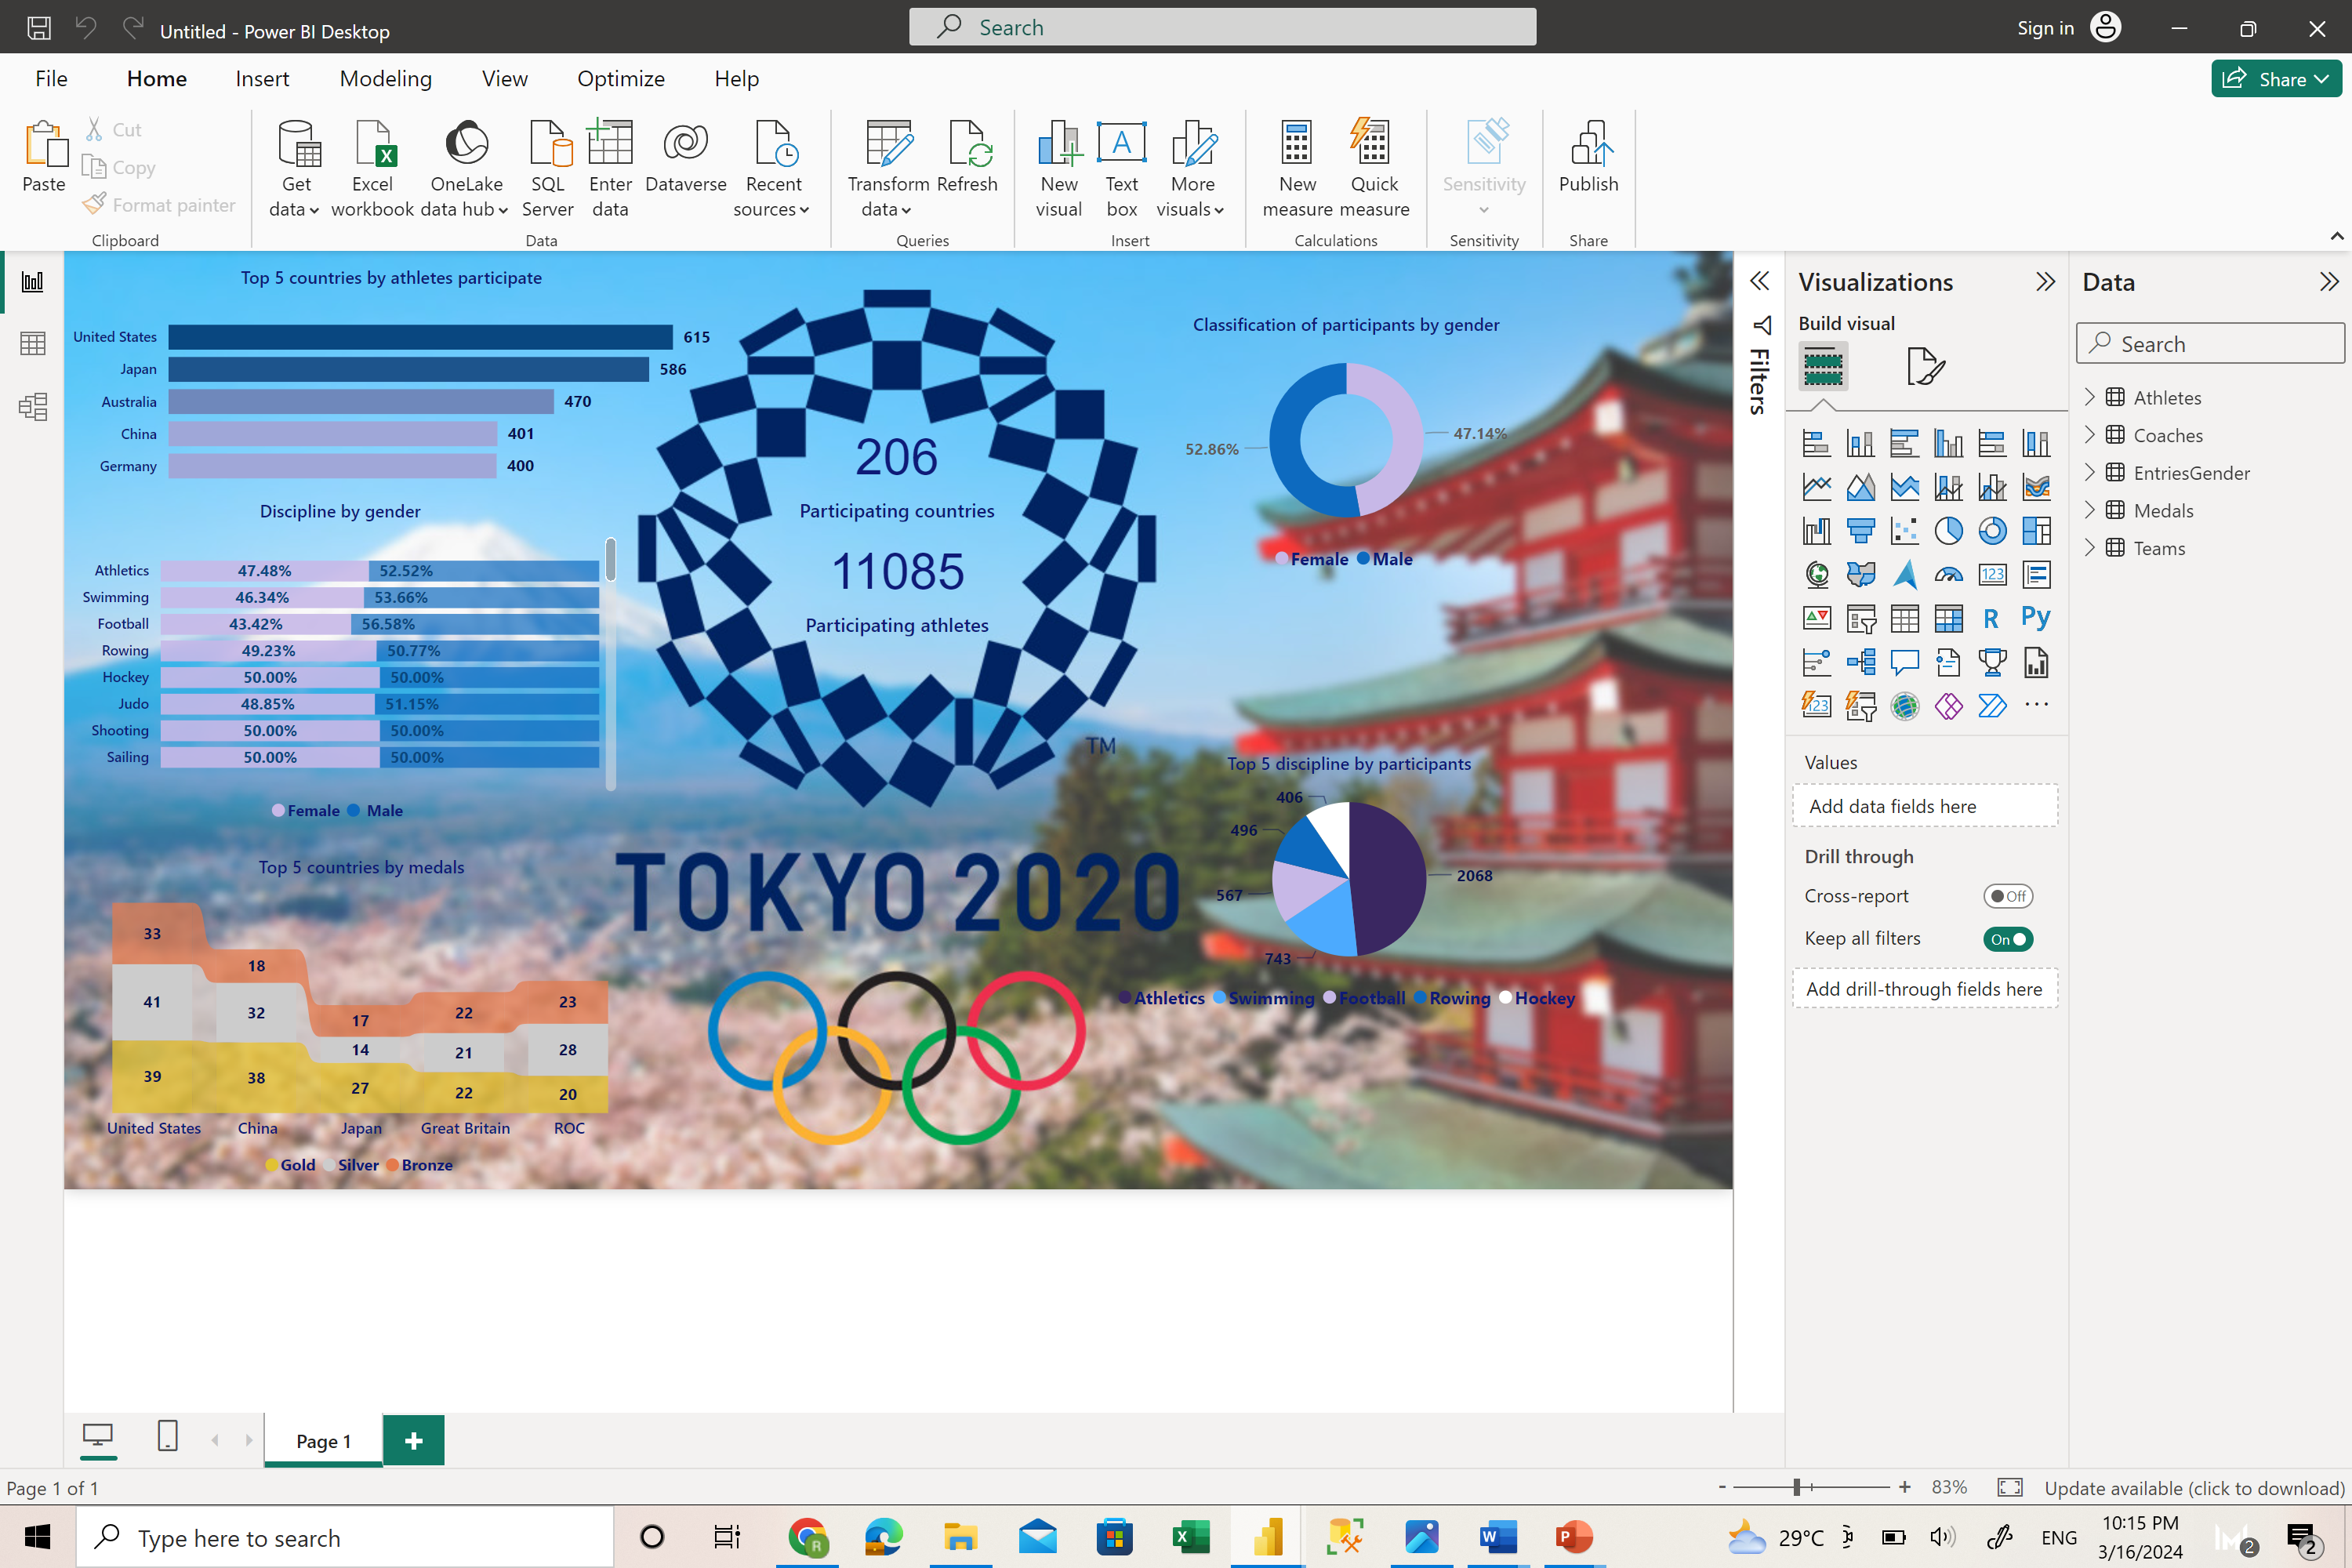 Untitled - Power BI Desktop
Search
Sign in
File
Home
Insert
Modeling
View
Optimize
Help
Share
Paste
Cut
Copy
Format painter
Clipboard
Get data
Excel workbook
OneLake data hub
SQL Server
Enter data
Dataverse
Recent sources
Data
Transform data
Refresh
Queries
New visual
Text box
More visuals
Insert
New measure
Quick measure
Calculations
Sensitivity
Sensitivity
Publish
Share
Top 5 countries by athletes participate
United States 615
Japan 586
Australia 470
China 401
Germany 400
Discipline by gender
Athletics 47.48% 52.52%
Swimming 46.34% 53.66%
Football 43.42% 56.58%
Rowing 49.23% 50.77%
Hockey 50.00% 50.00%
Judo 48.85% 51.15%
Shooting 50.00% 50.00%
Sailing 50.00% 50.00%
Female Male
Top 5 countries by medals
33 18 17 22 23
41 32 14 21 28
39 38 27 22 20
United States China Japan Great Britain ROC
Gold Silver Bronze
206
Participating countries
11085
Participating athletes
TM
TOKYO 2020
Classification of participants by gender
52.86%
47.14%
Female Male
Top 5 discipline by participants
406
496
567
743
2068
Athletics Swimming Football Rowing Hockey
Filters
Visualizations
Build visual
123
R
Py
123
Values
Add data fields here
Drill through
Cross-report
Off
Keep all filters
On
Add drill-through fields here
Data
Search
Athletes
Coaches
EntriesGender
Medals
Teams
Page 1
Page 1 of 1
83%
Update available (click to download)
Type here to search
29°C
ENG
10:15 PM
3/16/2024
2
2